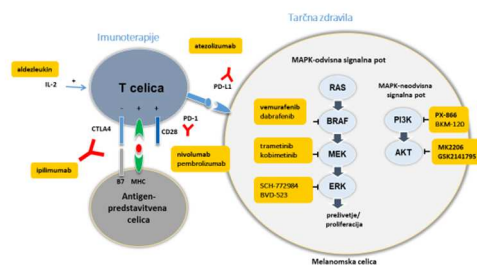 Imunoterapije
Tarčna zdravila
atezolizumab
aldezleukin
IL-2
+
T celica
PD-L1
- + +
CTLA4
CD28
PD-1
ipilimumab
nivolumab
pembrolizumab
B7
MHC
Antigen-
predstavitvena
celica
MAPK-odvisna signalna pot
RAS
BRAF
MEK
ERK
preživetje/
proliferacija
vemurafenib
dabrafenib
trametinib
kobimetinib
SCH-772984
BVD-523
MAPK-neodvisna
signalna pot
PI3K
AKT
PX-866
BKM-120
MK2206
GSK2141795
Melanomska celica